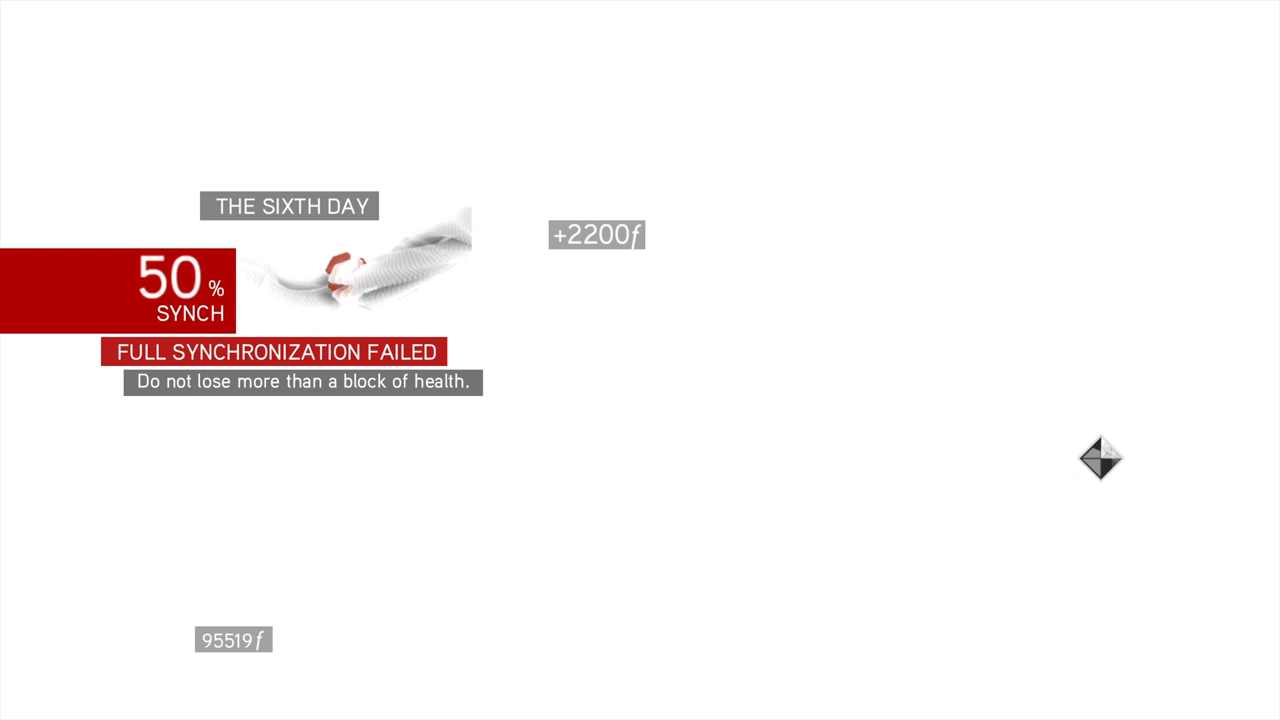 THE SIXTH DAY
+2200ƒ
50 %
SYNCH
FULL SYNCHRONIZATION FAILED
Do not lose more than a block of health.
95519ƒ